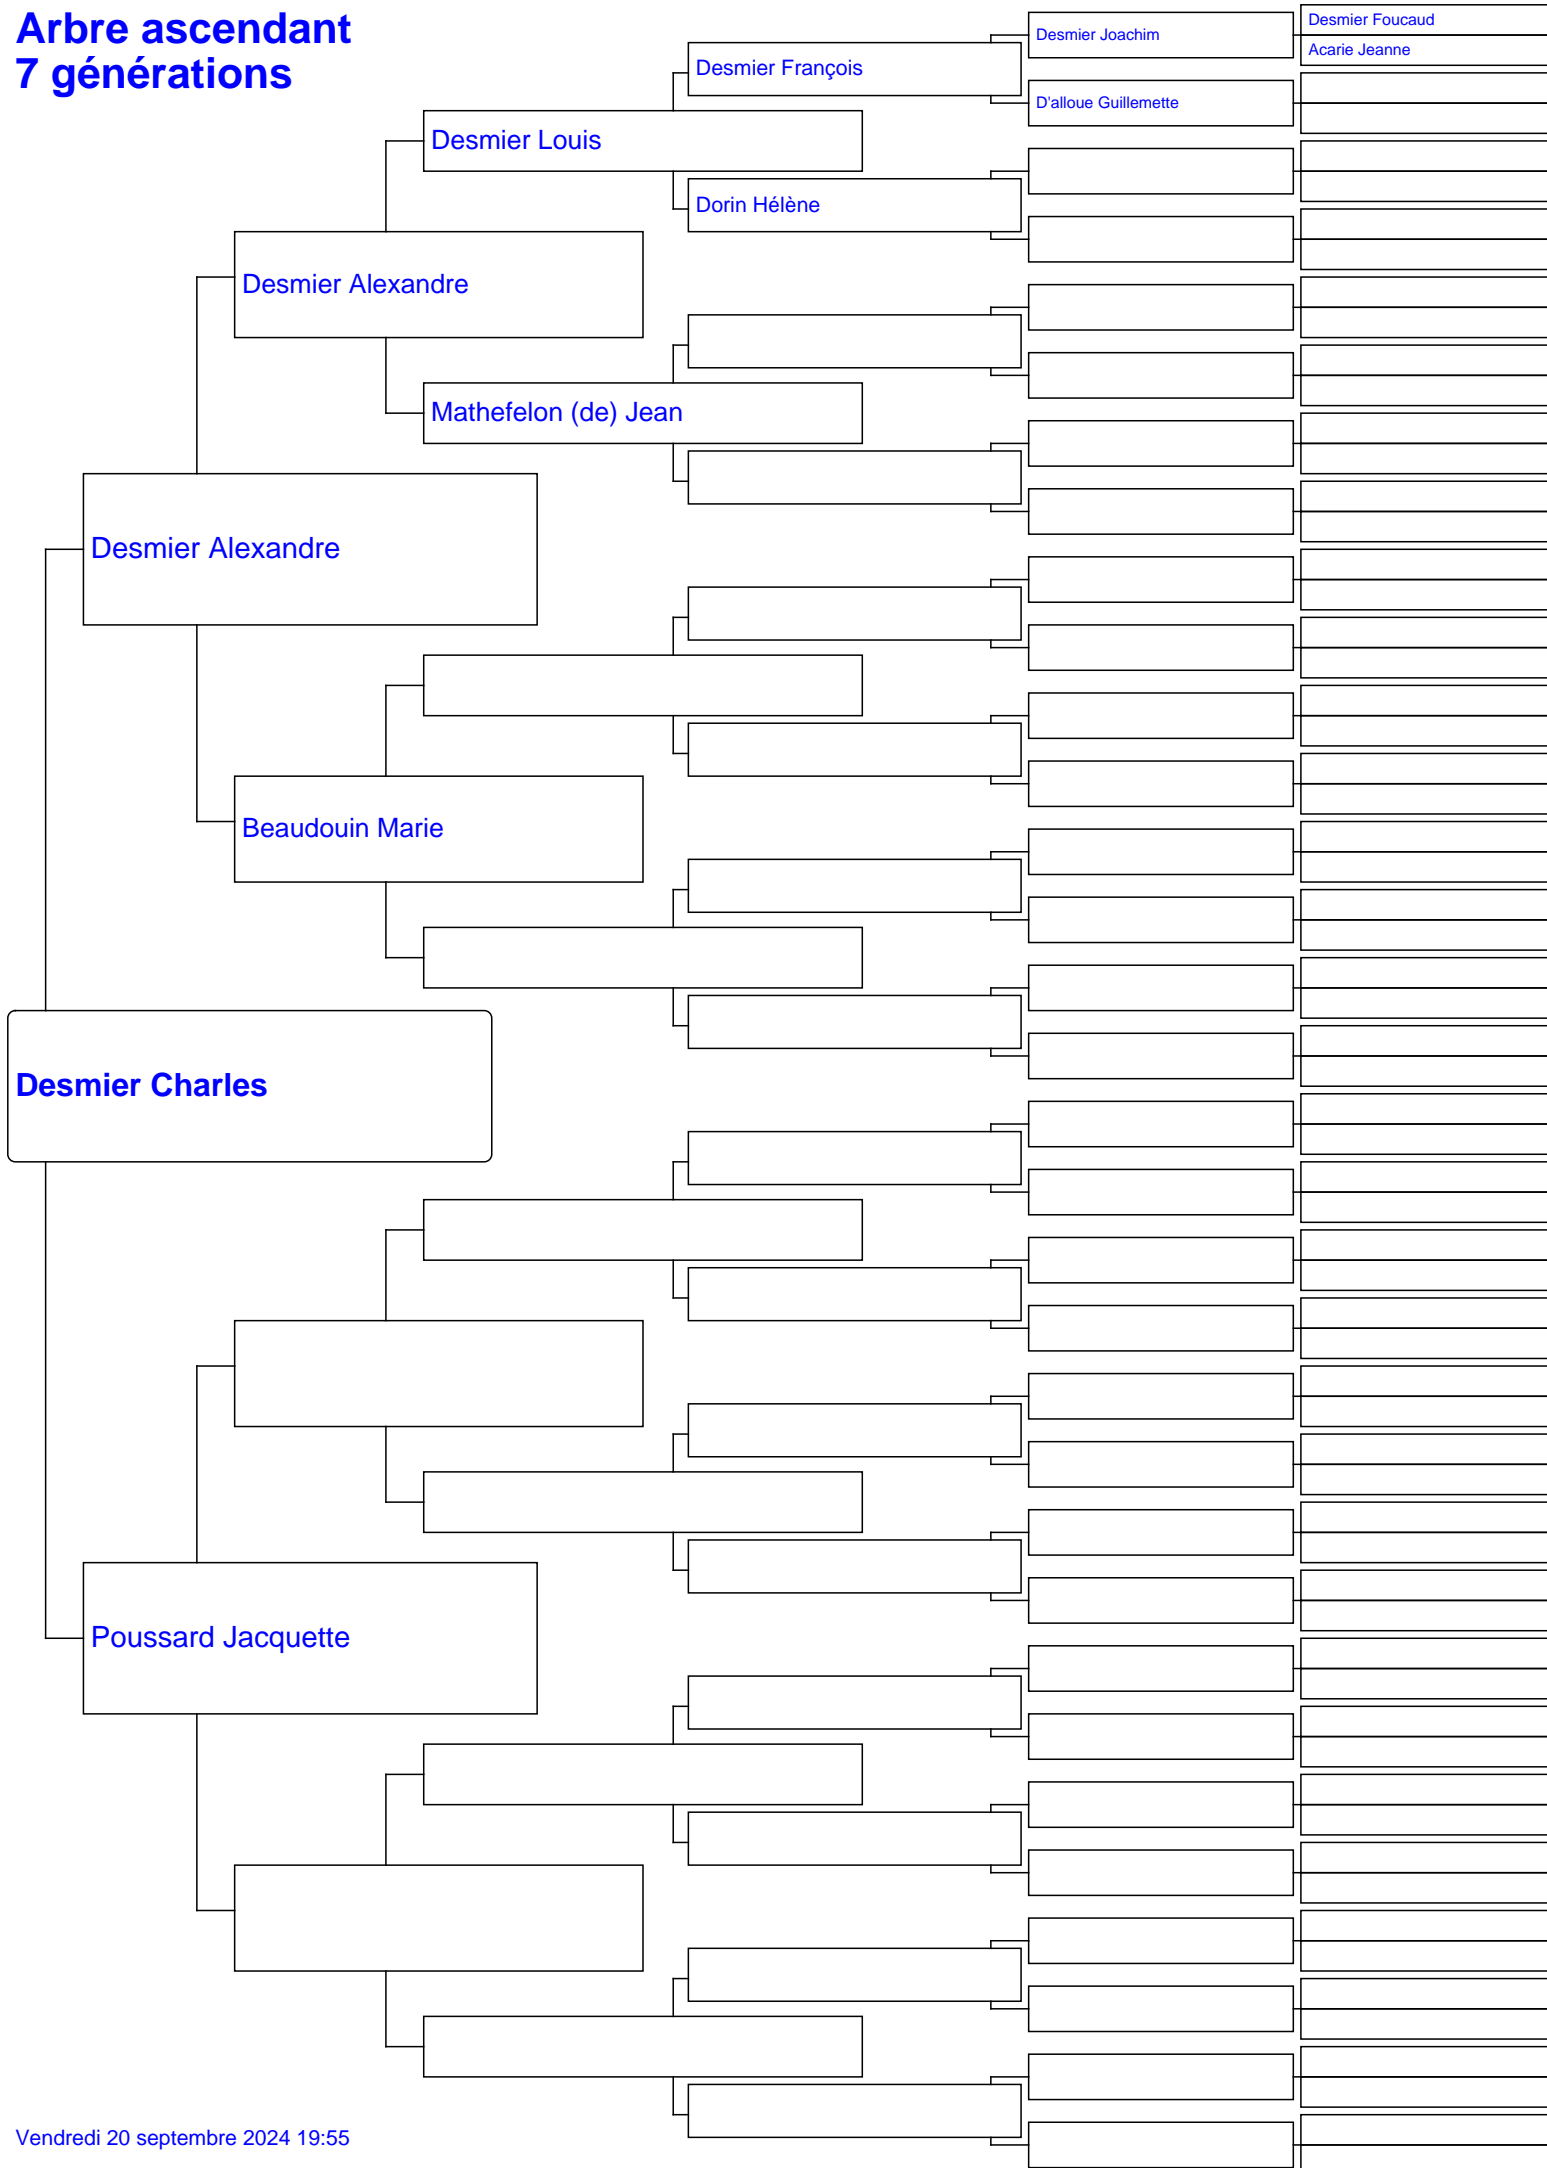 Arbre ascendant
7 générations
Desmier Foucaud
Desmier Joachim
Acarie Jeanne
Desmier François
D'alloue Guillemette
Desmier Louis
Dorin Hélène
Desmier Alexandre
Mathefelon (de) Jean
Desmier Alexandre
Beaudouin Marie
Desmier Charles
Poussard Jacquette
Vendredi 20 septembre 2024 19:55